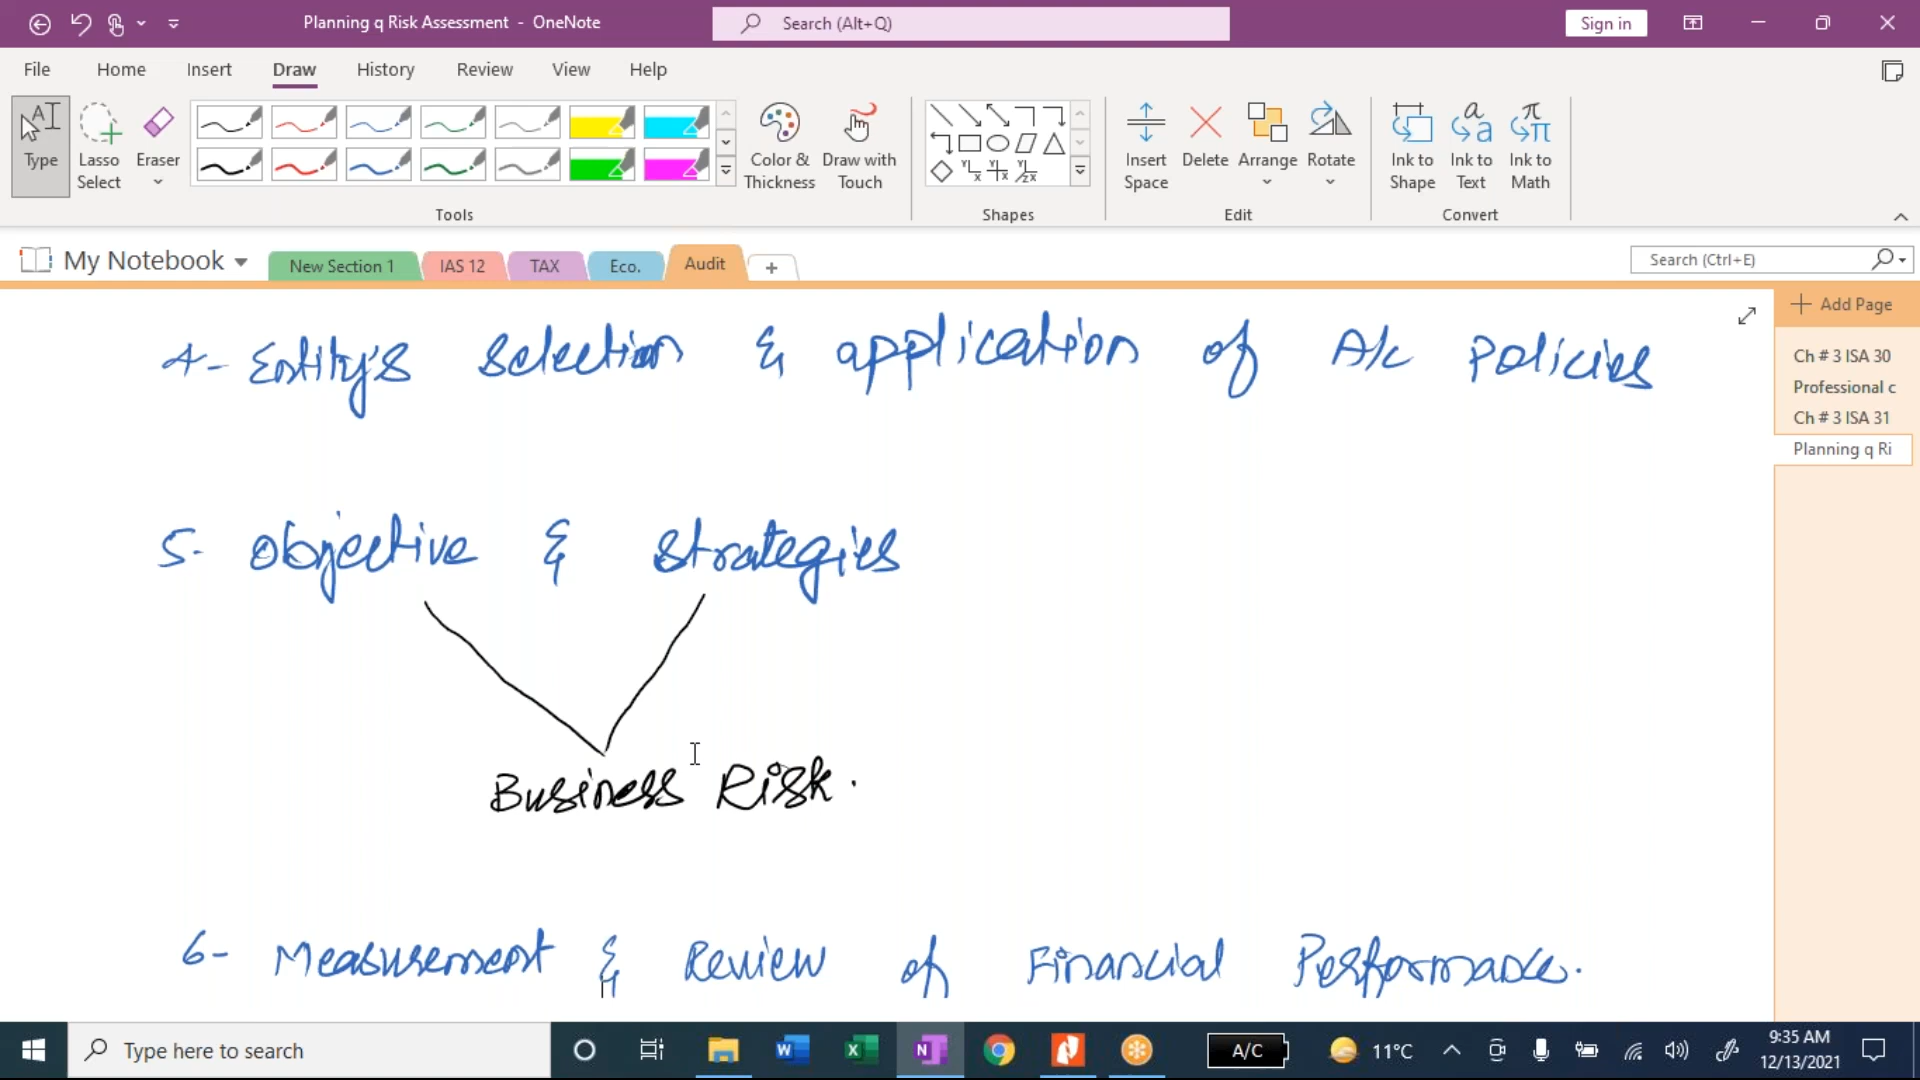 Planning q Risk Assessment - OneNote
Search (Alt+Q)
Sign in
File Home Insert Draw History Review View Help
Type
Lasso Select
Eraser
Color & Thickness
Draw with Touch
Insert Space
Delete
Arrange
Rotate
Ink to Shape
Ink to Text
Ink to Math
Tools Shapes Edit Convert
My Notebook
New Section 1 IAS 12 TAX Eco. Audit
Search (Ctrl+E)
Add Page
Ch # 3 ISA 30
Professional c
Ch # 3 ISA 31
Planning q Ri
4- Entity's selection & application of A/c Policies
5- Objective & Strategies
Business Risk.
6- Measurement & Review of Financial Performance.
Type here to search
A/C
11°C
9:35 AM
12/13/2021